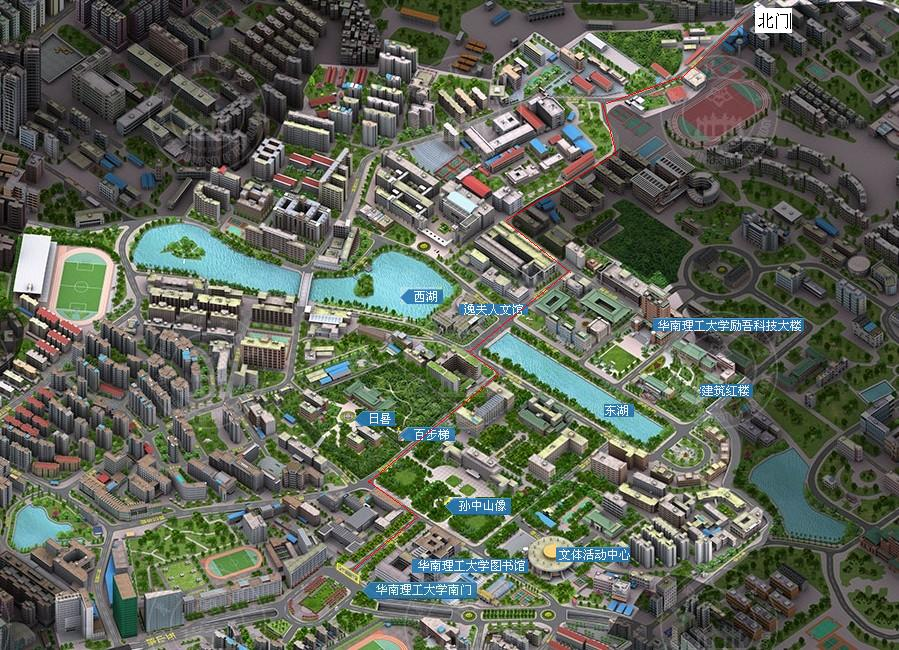 北门
西湖
逸夫人文馆
华南理工大学励吾科技大楼
建筑红楼
东湖
日晷
百步梯
孙中山像
文体活动中心
华南理工大学图书馆
华南理工大学南门